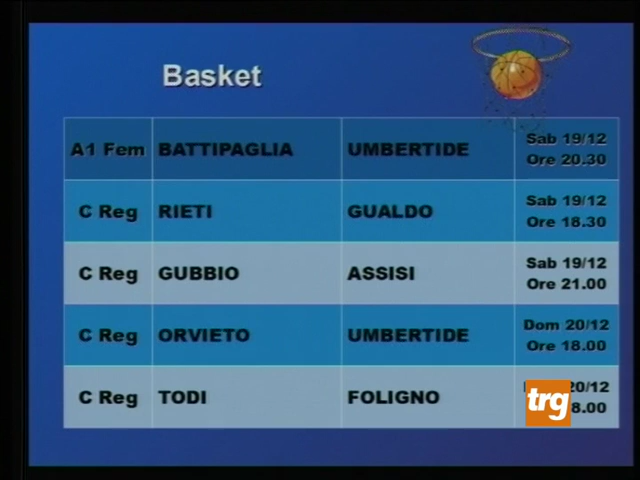 Basket
A1 Fem BATTIPAGLIA UMBERTIDE Sab 19/12
Ore 20.30
C Reg RIETI GUALDO Sab 19/12
Ore 18.30
C Reg GUBBIO ASSISI Sab 19/12
Ore 21.00
C Reg ORVIETO UMBERTIDE Dom 20/12
Ore 18.00
C Reg TODI FOLIGNO 20/12
8.00
trg